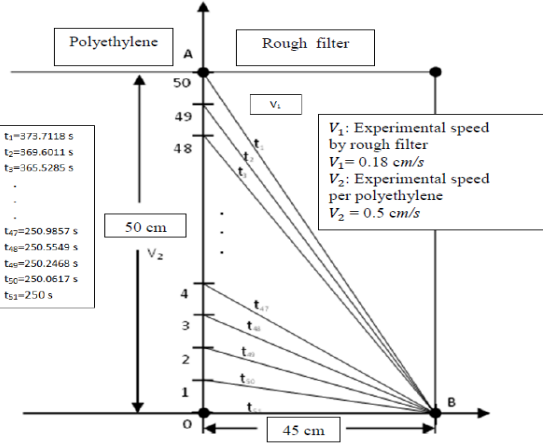 Polyethylene
Rough filter
A
50
49
48
4
3
2
1
0
V₁
t₁
t₂
t₃
t₄₇
t₄₈
t₄₉
t₅₀
t₅₁
V₁: Experimental speed
by rough filter
V₁= 0.18 cm/s
V₂: Experimental speed
per polyethylene
V₂ = 0.5 cm/s
t₁=373.7118 s
t₂=369.6011 s
t₃=365.5285 s
.
.
.
t₄₇=250.9857 s
t₄₈=250.5549 s
t₄₉=250.2468 s
t₅₀=250.0617 s
t₅₁=250 s
50 cm
V₂
B
45 cm